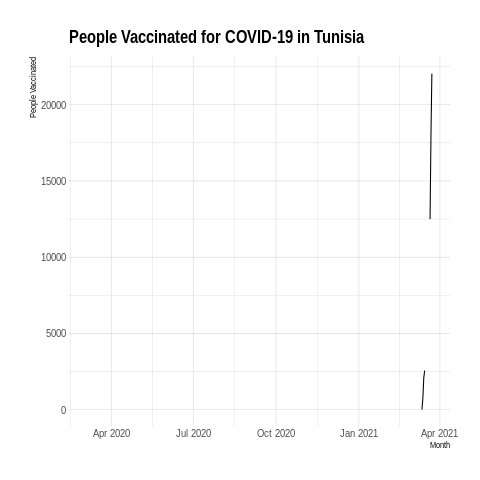 People Vaccinated for COVID-19 in Tunisia
People Vaccinated
20000
15000
10000
5000
0
Apr 2020 Jul 2020 Oct 2020 Jan 2021 Apr 2021
Month